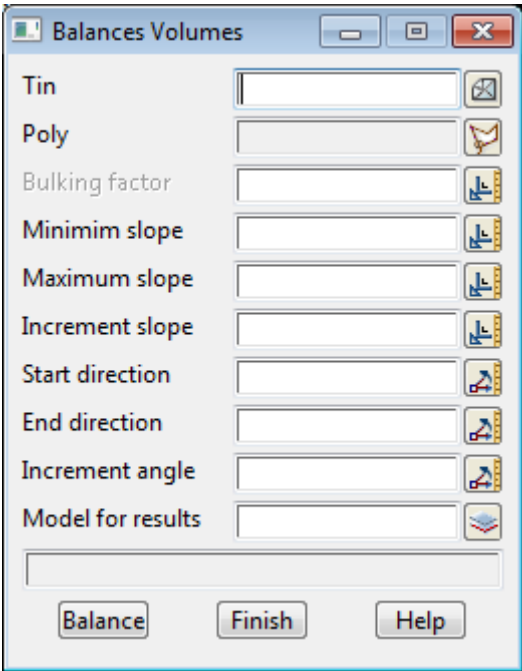 Balances Volumes
Tin
Poly
Bulking factor
Minimim slope
Maximum slope
Increment slope
Start direction
End direction
Increment angle
Model for results
Balance Finish Help